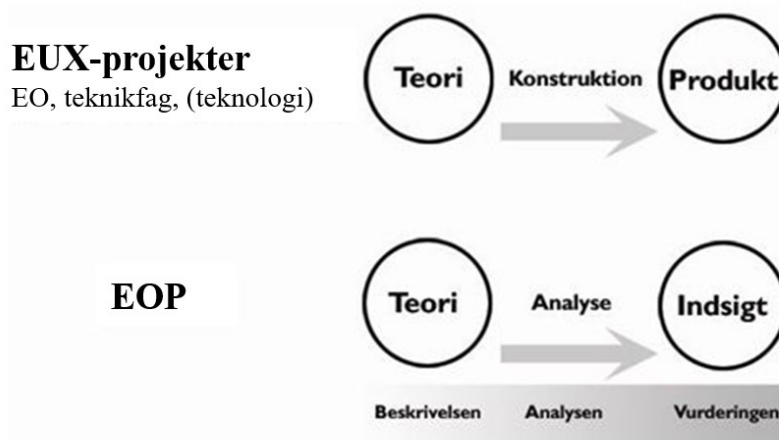 EUX-projekter
EO, teknikfag, (teknologi)
Teori
Konstruktion
Produkt
EOP
Teori
Analyse
Indsigt
Beskrivelsen
Analysen
Vurderingen